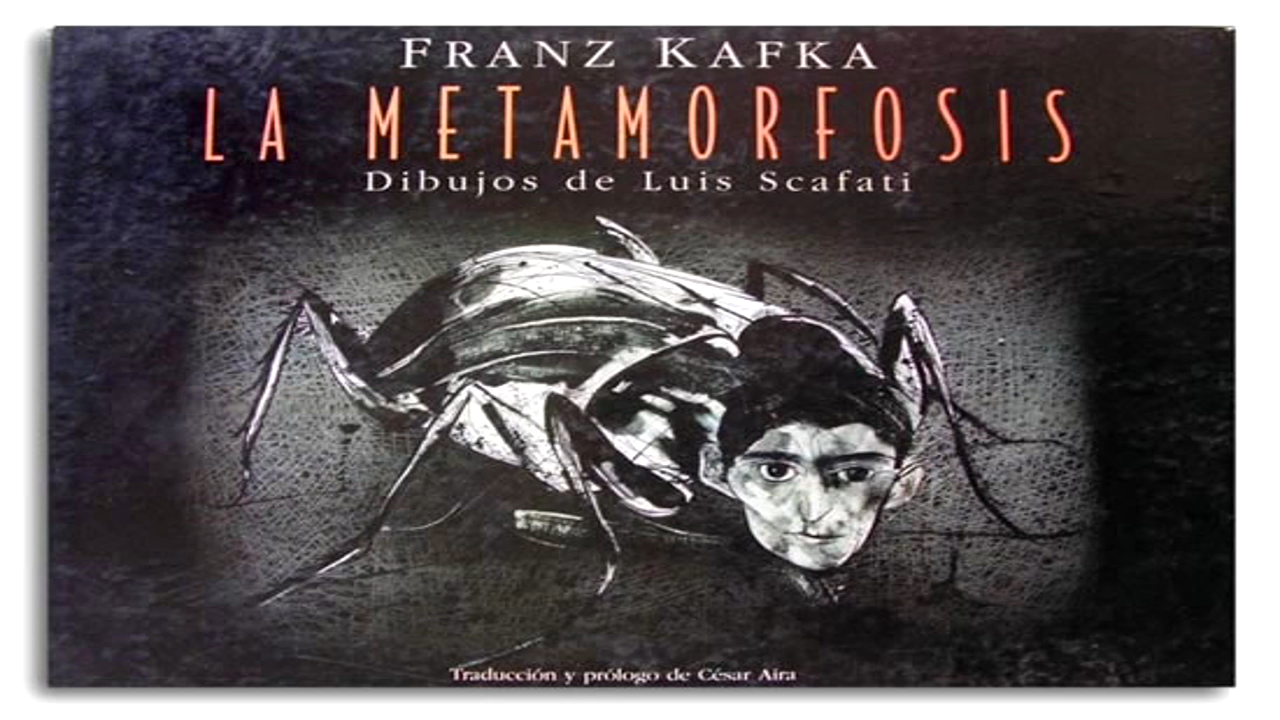 FRANZ KAFKA
LA METAMORFOSIS
Dibujos de Luis Scafati
Traducción y prólogo de César Aira